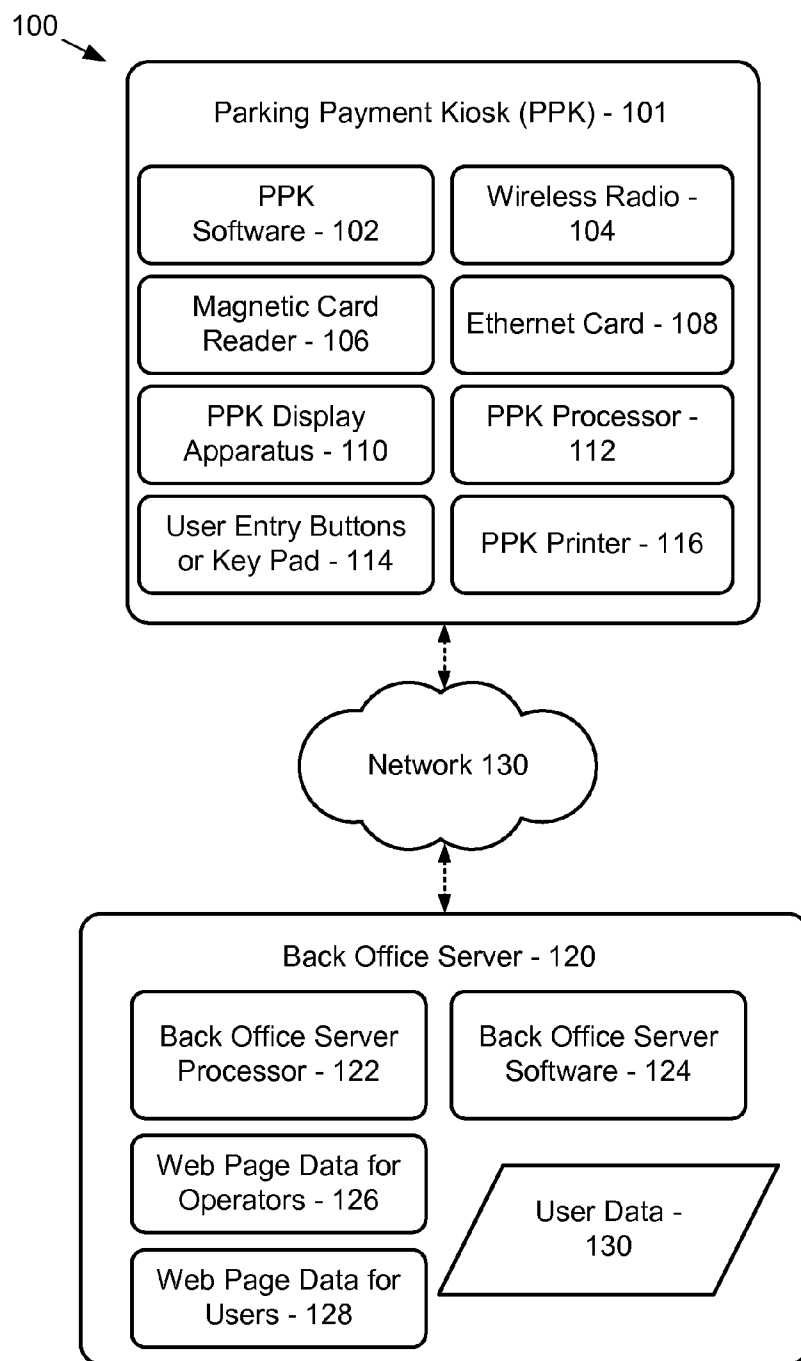 100
Parking Payment Kiosk (PPK) - 101
PPK
Software - 102
Wireless Radio -
104
Magnetic Card
Reader - 106
Ethernet Card - 108
PPK Display
Apparatus - 110
PPK Processor -
112
User Entry Buttons
or Key Pad - 114
PPK Printer - 116
Network 130
Back Office Server - 120
Back Office Server
Processor - 122
Back Office Server
Software - 124
Web Page Data for
Operators - 126
User Data -
130
Web Page Data for
Users - 128